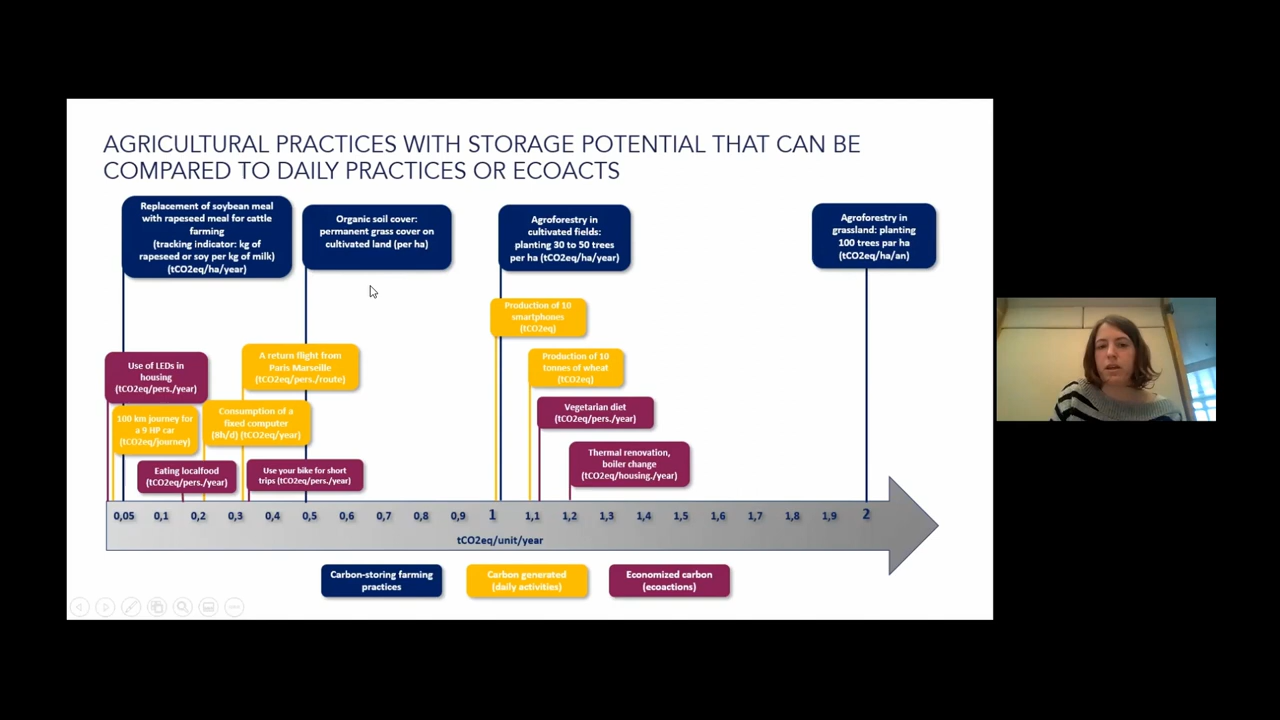 AGRICULTURAL PRACTICES WITH STORAGE POTENTIAL THAT CAN BE
COMPARED TO DAILY PRACTICES OR ECOACTS
Replacement of soybean meal
with rapeseed meal for cattle
farming
(tracking indicator: kg of
rapeseed or soy per kg of milk)
(tCO2eq/ha/year)
Organic soil cover:
permanent grass cover on
cultivated land (per ha)
Agroforestry in
cultivated fields:
planting 30 to 50 trees
per ha (tCO2eq/ha/year)
Agroforestry in
grassland: planting
100 trees par ha
(tCO2eq/ha/an)
Production of 10
smartphones
(tCO2eq)
Use of LEDs in
housing
(tCO2eq/pers./year)
A return flight from
Paris Marseille
(tCO2eq/pers./route)
Production of 10
tonnes of wheat
(tCO2eq)
100 km journey for
a 9 HP car
(tCO2eq/journey)
Consumption of a
fixed computer
(8h/d) (tCO2eq/year)
Vegetarian diet
(tCO2eq/pers./year)
Eating localfood
(tCO2eq/pers./year)
Use your bike for short
trips (tCO2eq/pers./year)
Thermal renovation,
boiler change
(tCO2eq/housing./year)
0,05 0,1 0,2 0,3 0,4 0,5 0,6 0,7 0,8 0,9 1 1,1 1,2 1,3 1,4 1,5 1,6 1,7 1,8 1,9 2
tCO2eq/unit/year
Carbon-storing farming
practices
Carbon generated
(daily activities)
Economized carbon
(ecoactions)